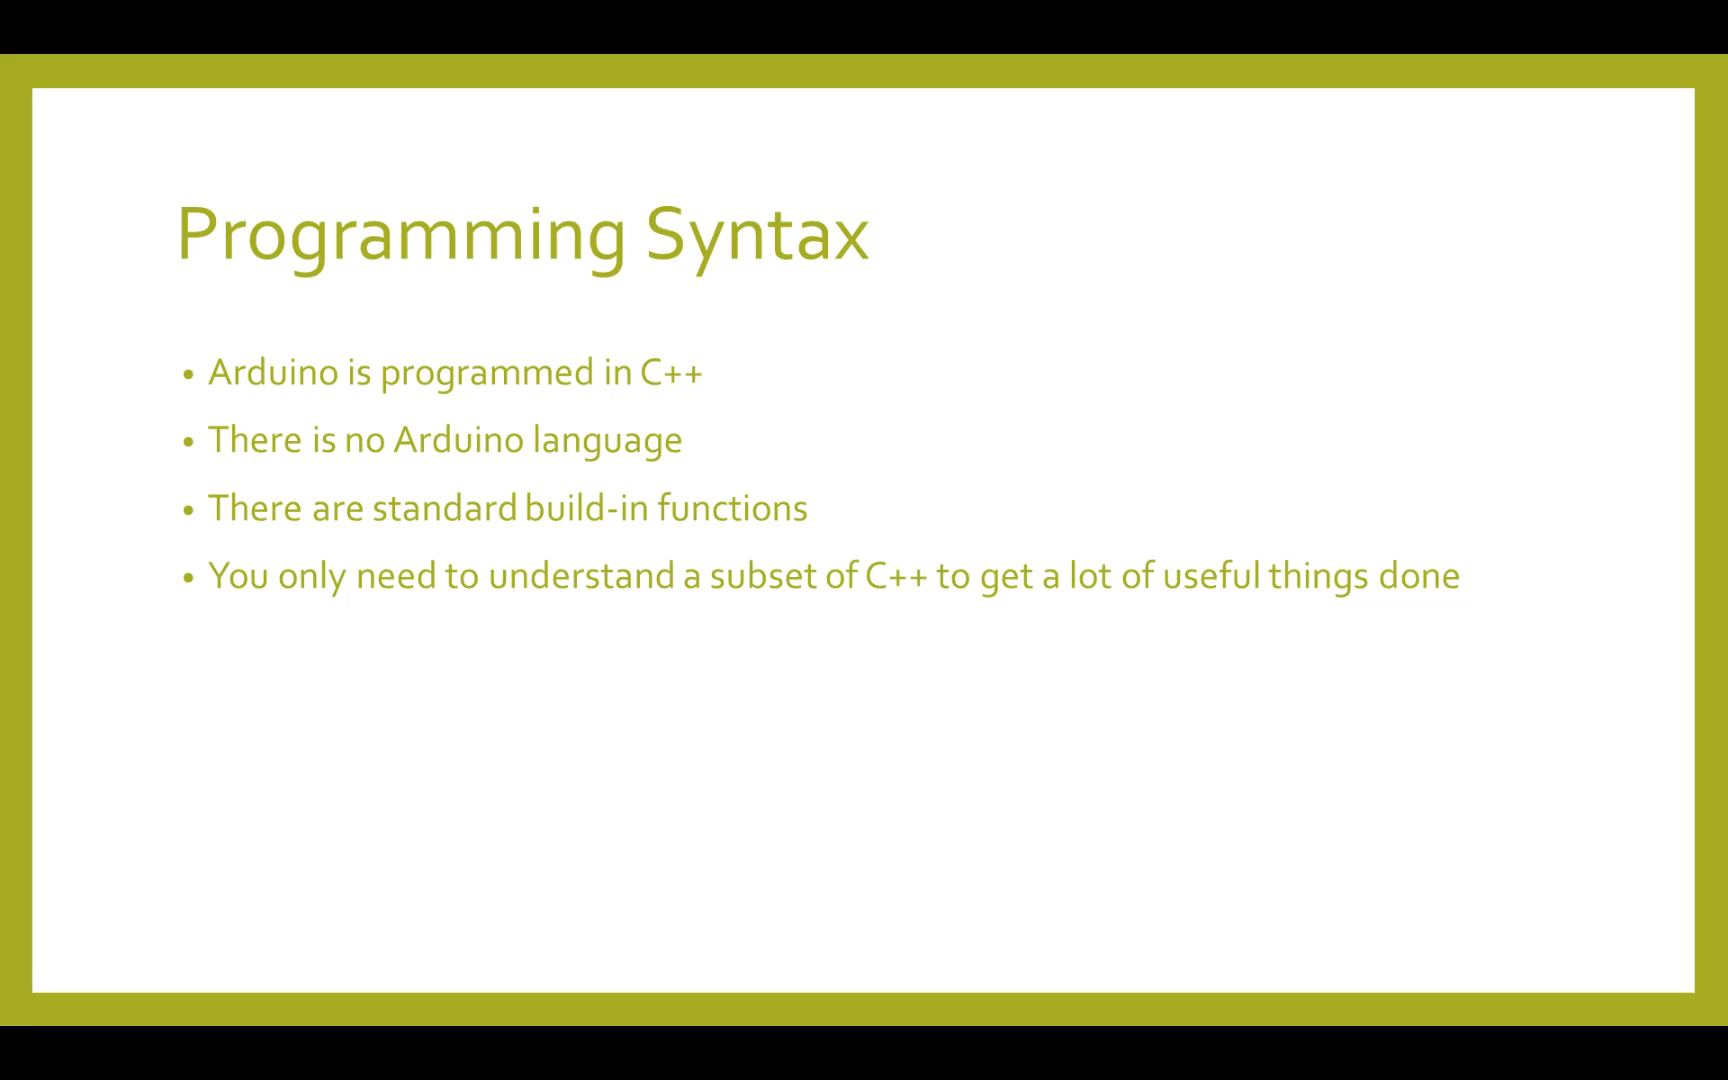 Programming Syntax
• Arduino is programmed in C++
• There is no Arduino language
• There are standard build-in functions
• You only need to understand a subset of C++ to get a lot of useful things done